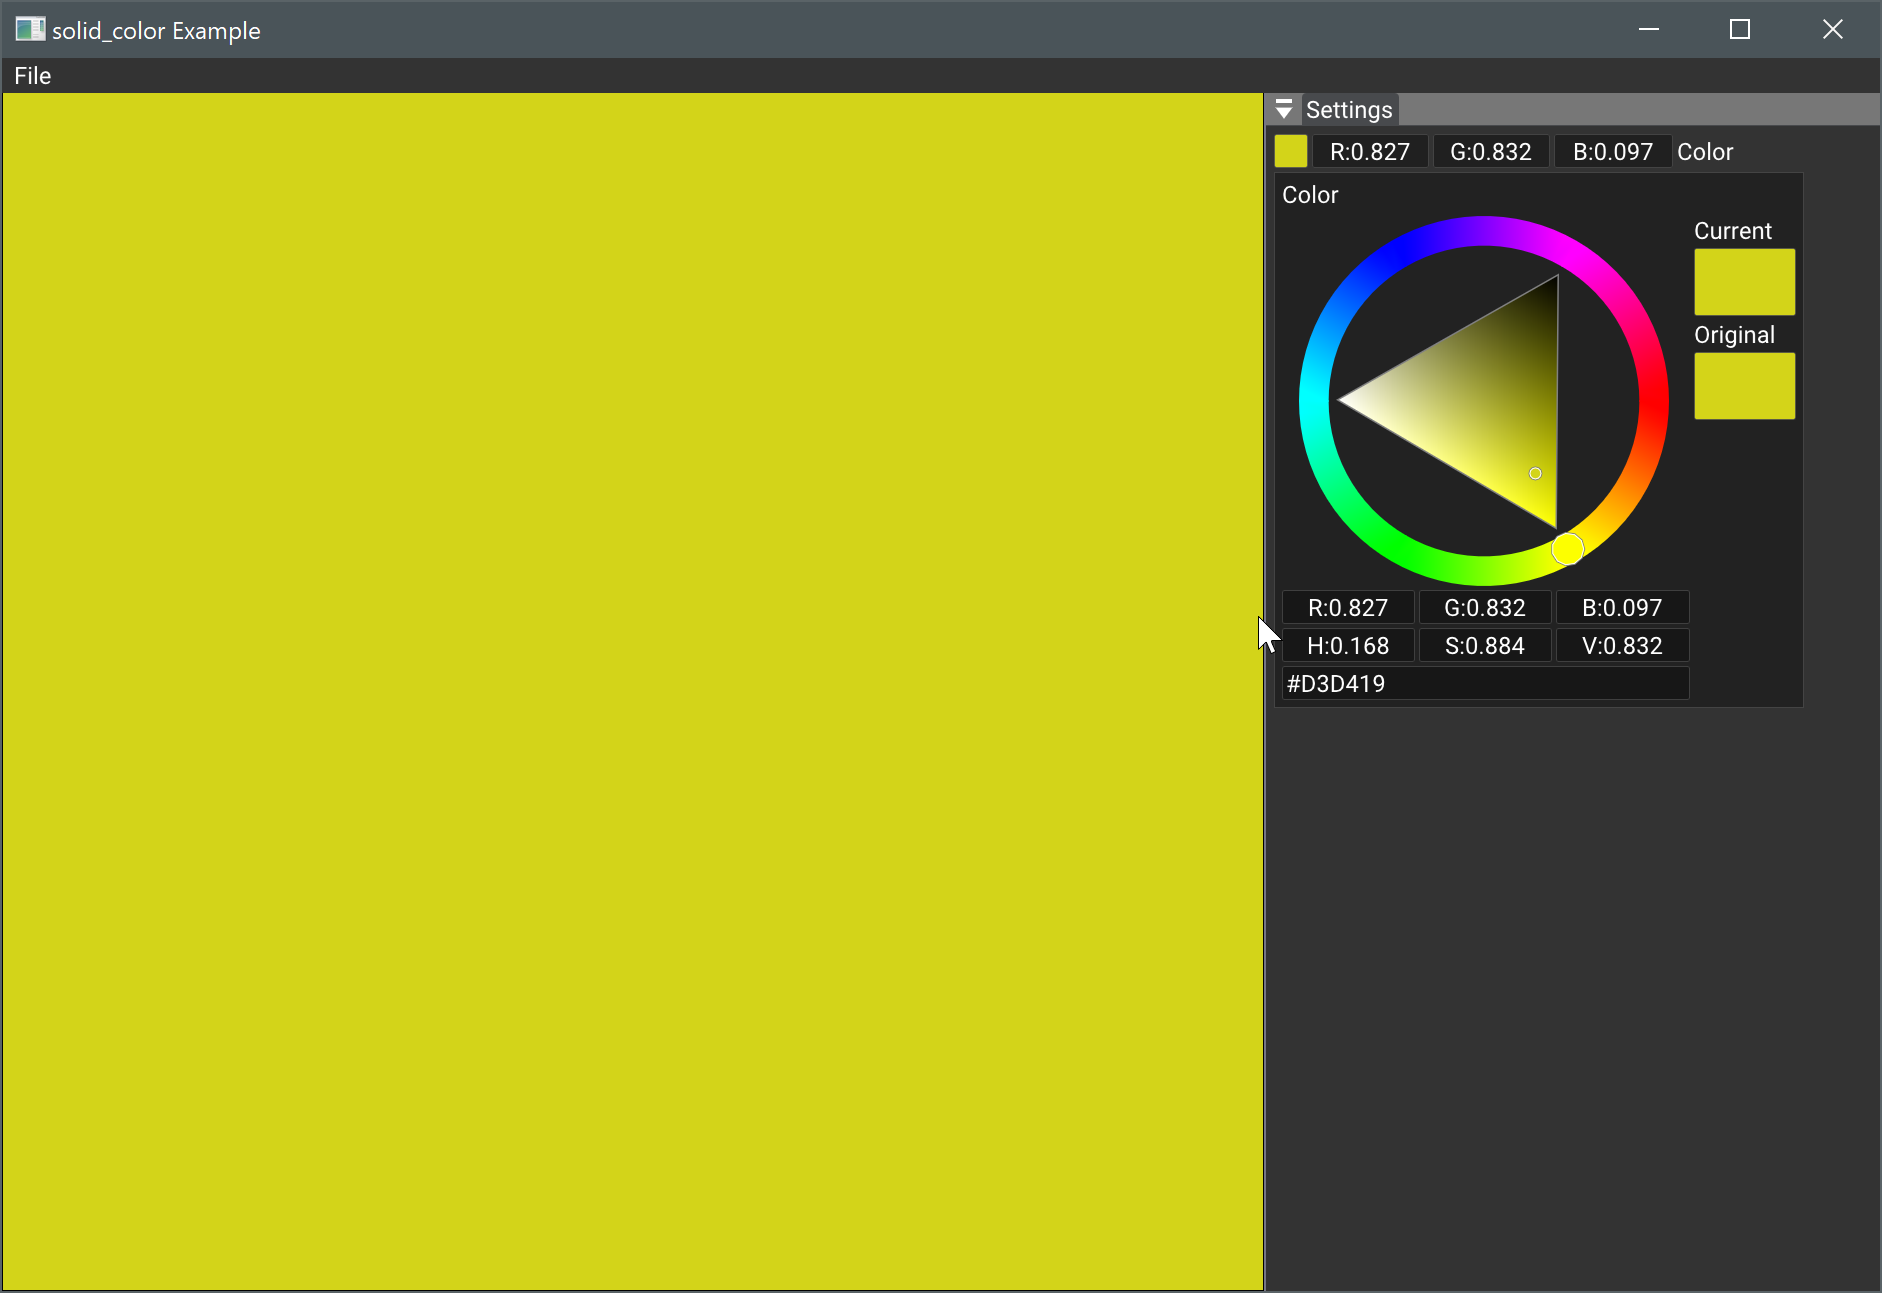 solid_color Example
File
Settings
R:0.827 G:0.832 B:0.097 Color
Color
Current
Original
R:0.827 G:0.832 B:0.097
H:0.168 S:0.884 V:0.832
#D3D419